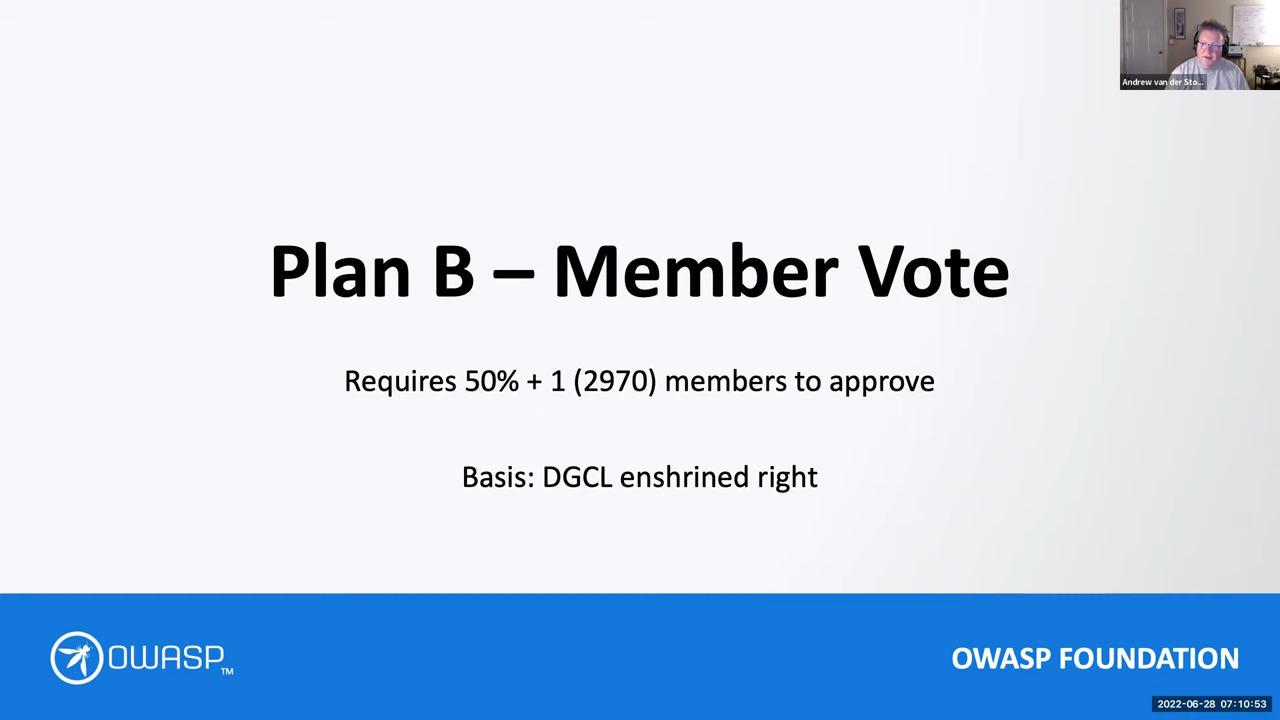 Andrew van der Sto...
Plan B – Member Vote
Requires 50% + 1 (2970) members to approve
Basis: DGCL enshrined right
OWASP TM
OWASP FOUNDATION
2022-06-28 07:10:53